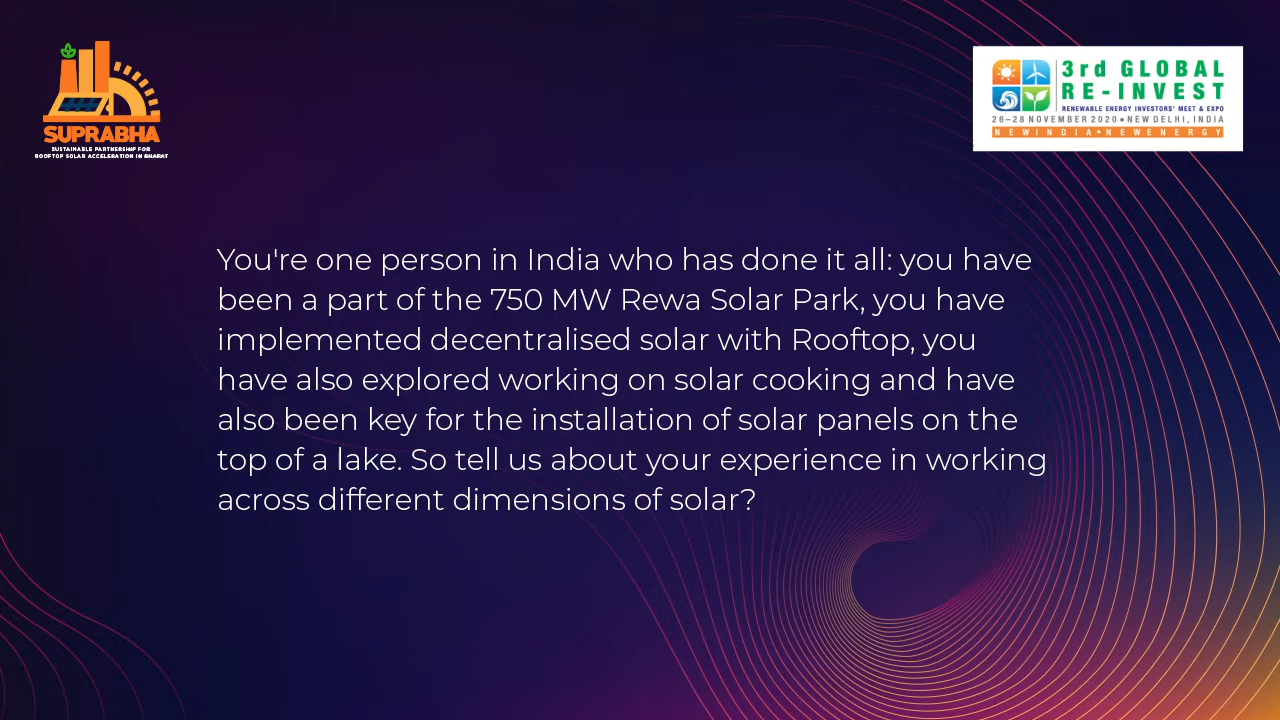 SUPRABHA
SUSTAINABLE PARTNERSHIP FOR
ROOFTOP SOLAR ACCELERATION IN BHARAT
3rd GLOBAL
RE-INVEST
RENEWABLE ENERGY INVESTORS' MEET & EXPO
26-28 NOVEMBER 2020 • NEW DELHI, INDIA
NEW INDIA • NEW ENERGY
You're one person in India who has done it all: you have
been a part of the 750 MW Rewa Solar Park, you have
implemented decentralised solar with Rooftop, you
have also explored working on solar cooking and have
also been key for the installation of solar panels on the
top of a lake. So tell us about your experience in working
across different dimensions of solar?